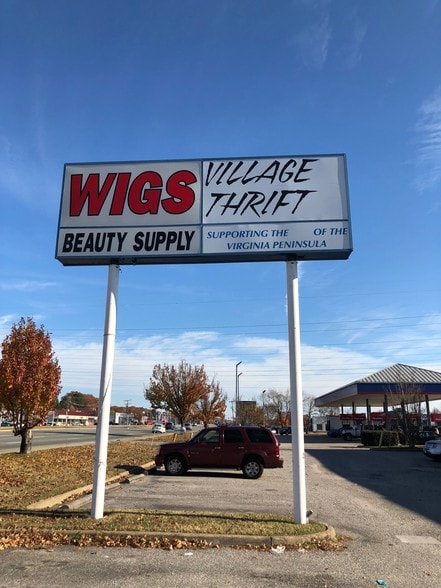 WIGS
BEAUTY SUPPLY
VILLAGE
THRIFT
SUPPORTING THE OF THE
VIRGINIA PENINSULA